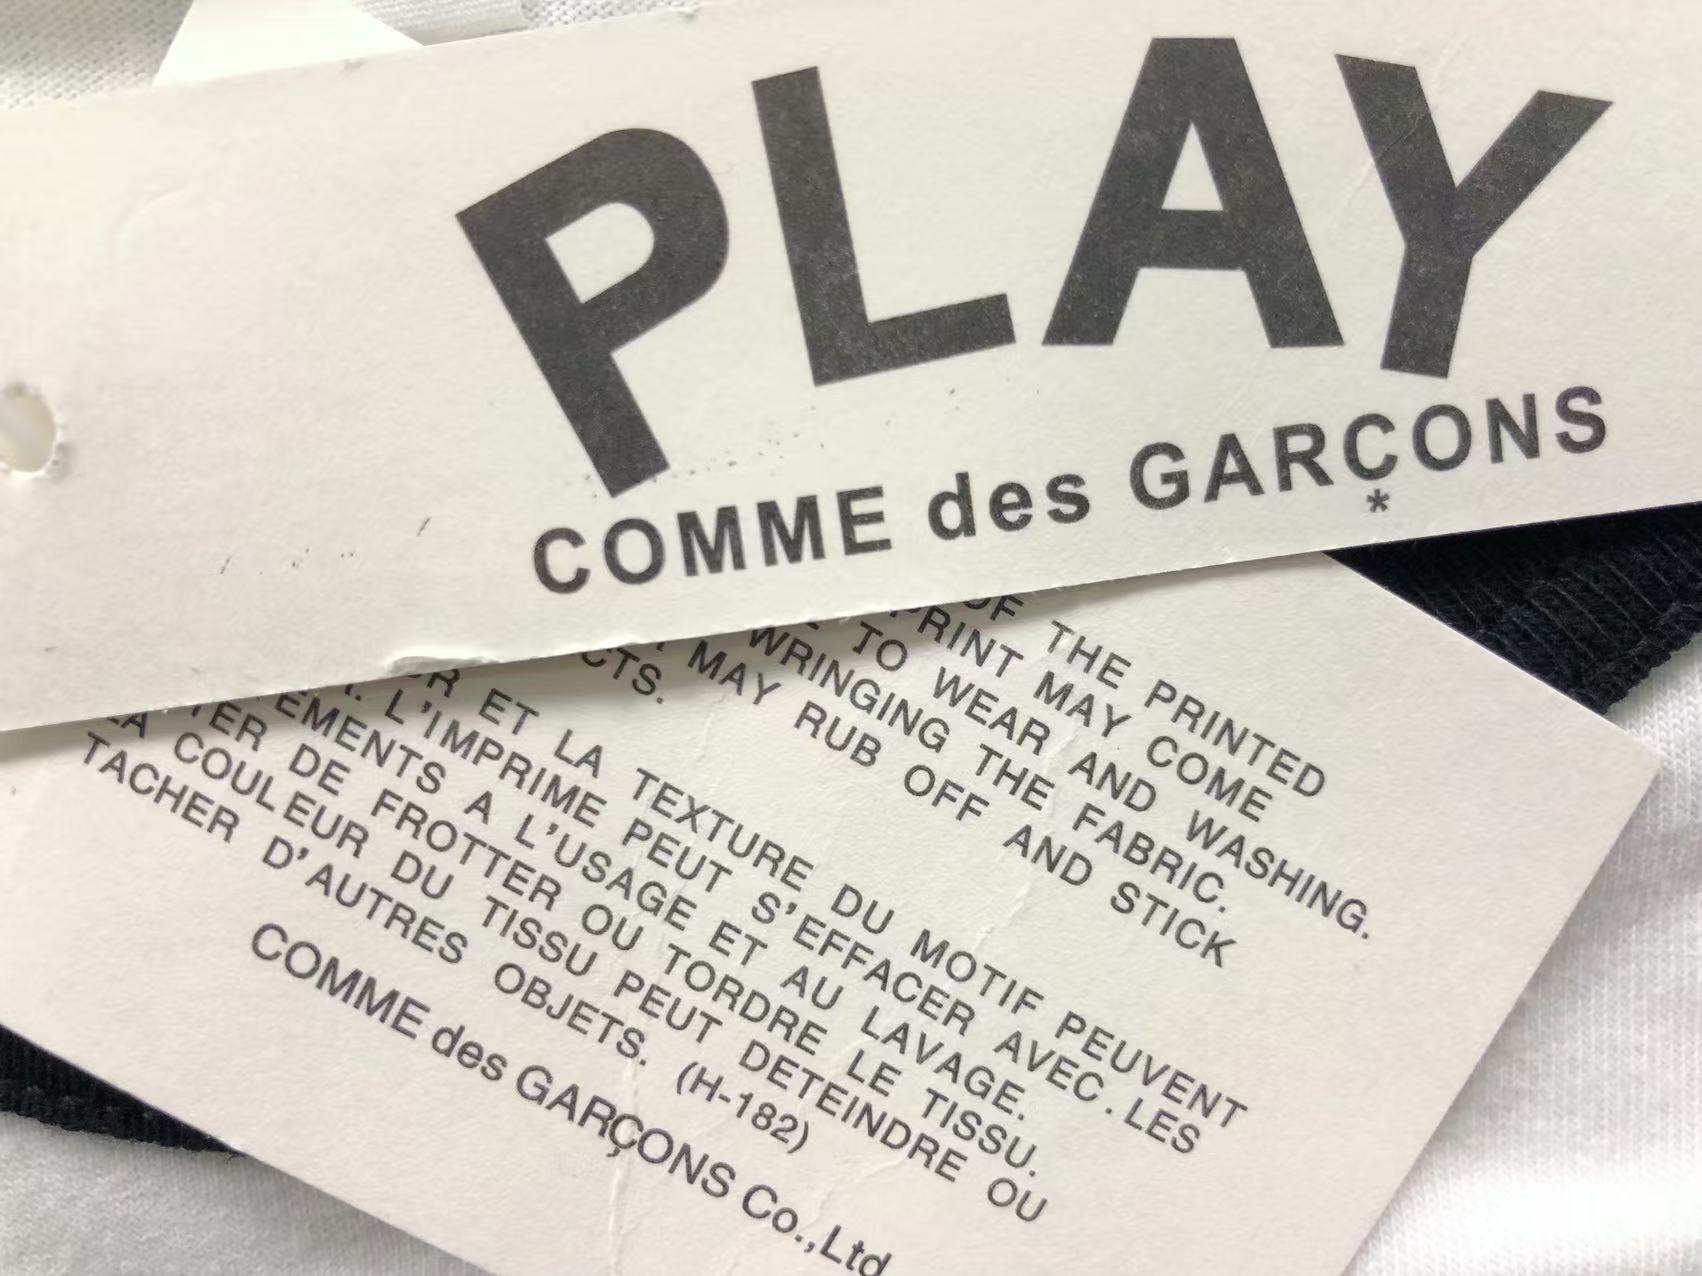 PLAY
COMME des GARÇONS
*
OF THE PRINTED
PRINT MAY COME
TO WEAR AND WASHING.
WRINGING THE FABRIC.
MAY RUB OFF AND STICK
CTS.
R ET LA TEXTURE DU MOTIF PEUVENT
. L'IMPRIME PEUT S'EFFACER AVEC . LES
EMENTS A L'USAGE ET AU LAVAGE.
TER DE FROTTER OU TORDRE LE TISSU.
LA COULEUR DU TISSU PEUT DETEINDRE OU
TACHER D'AUTRES OBJETS. (H-182)
COMME des GARÇONS Co.,Ltd